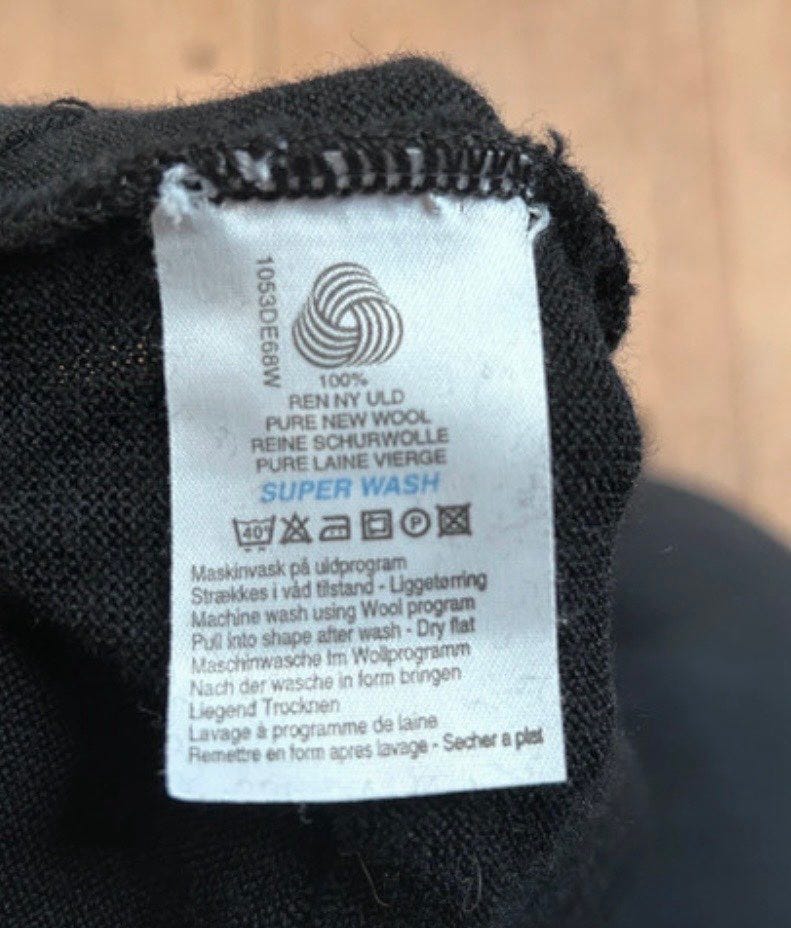 1053DE68W
100%
REN NY ULD
PURE NEW WOOL
REINE SCHURWOLLE
PURE LAINE VIERGE
SUPER WASH
40° P
Maskinvask på uldprogram
Strækkes i våd tilstand - Liggetørring
Machine wash using Wool program
Pull into shape after wash - Dry flat
Maschinwasche im Wollprogramm
Nach der wasche in form bringen
Liegend Trocknen
Lavage à programme de laine
Remettre en form apres lavage - Secher a plat